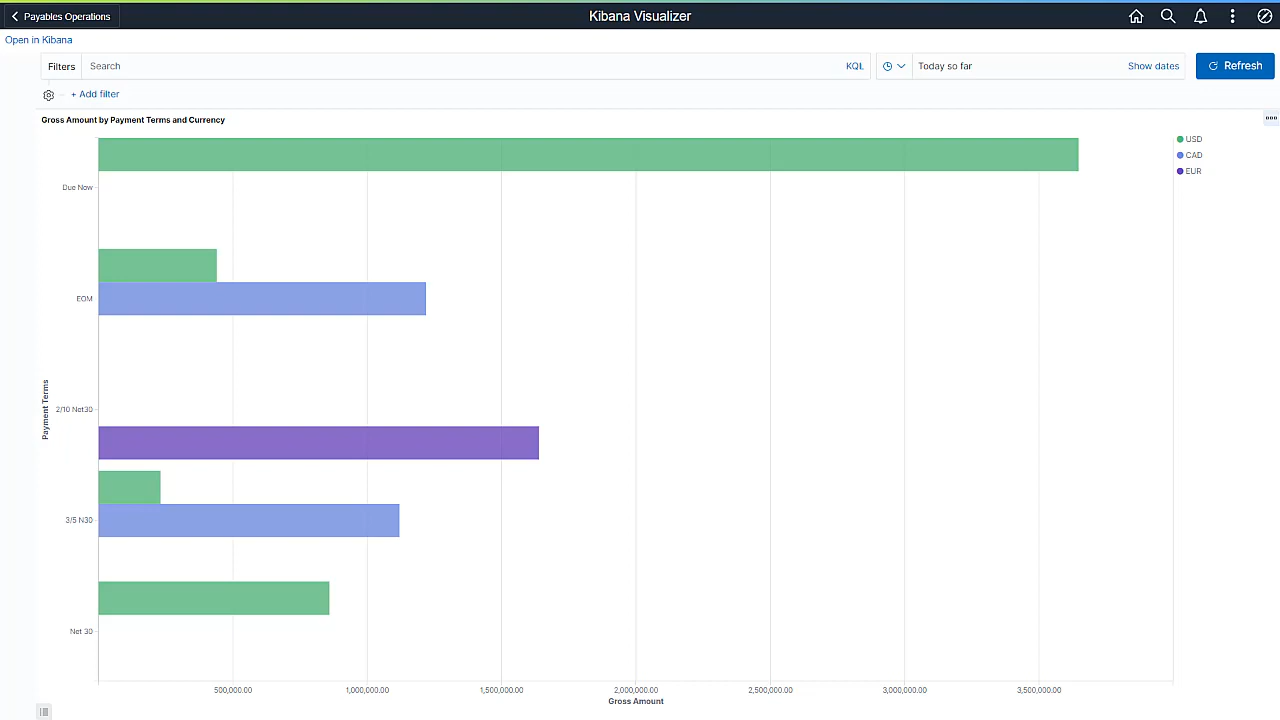 Payables Operations
Kibana Visualizer
Open in Kibana
Filters
Search
KQL
Today so far
Show dates
Refresh
+ Add filter
Gross Amount by Payment Terms and Currency
USD
CAD
EUR
Payment Terms
Due Now
EOM
2/10 Net30
3/5 N30
Net 30
500,000.00
1,000,000.00
1,500,000.00
2,000,000.00
2,500,000.00
3,000,000.00
3,500,000.00
Gross Amount